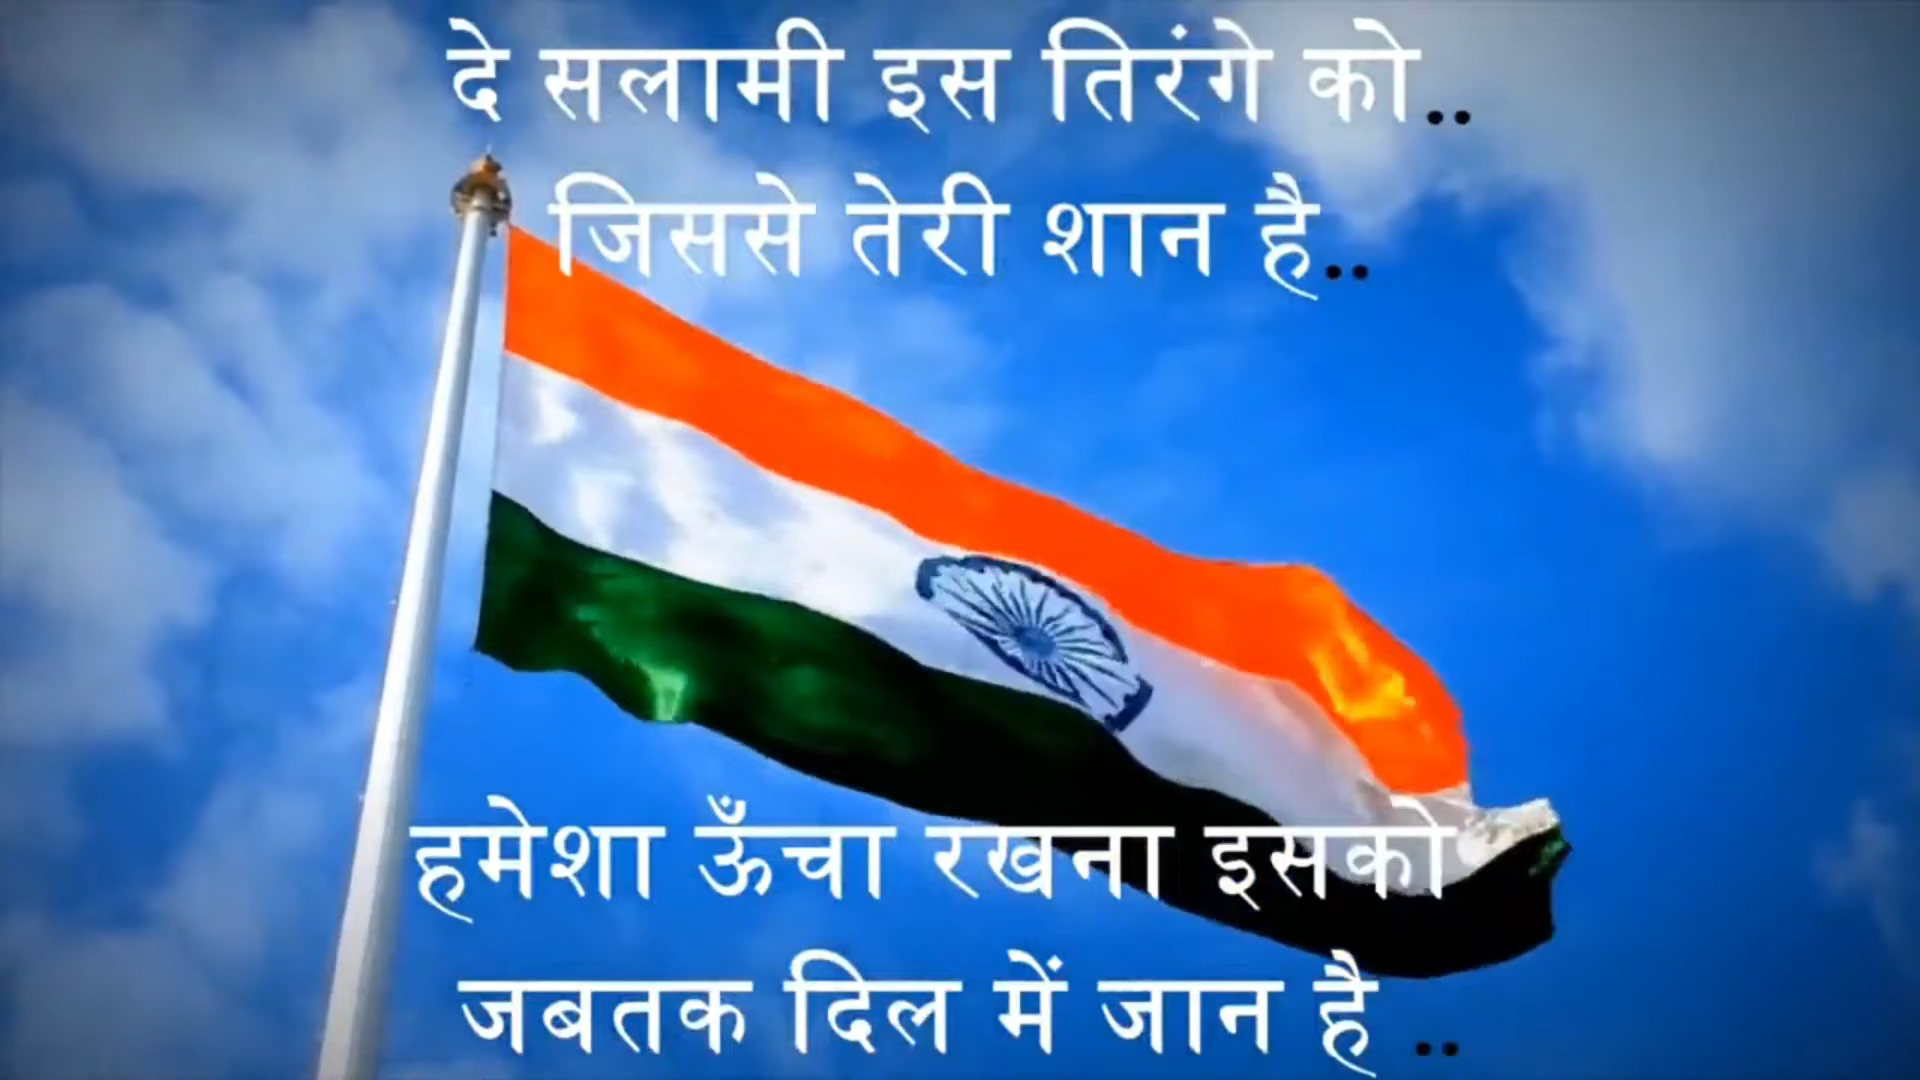 दे सलामी इस तिरंगे को..
जिससे तेरी शान है..
हमेशा ऊँचा रखना इसको
जबतक दिल में जान है ..